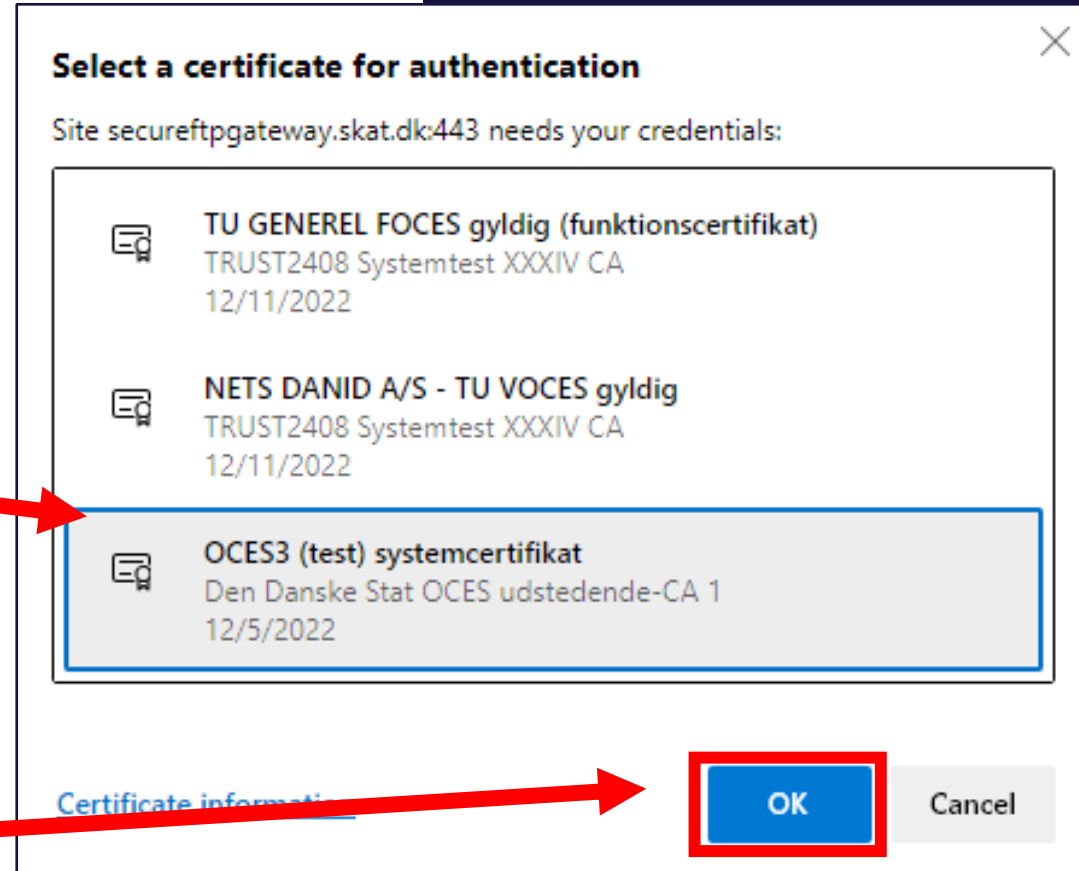 Select a certificate for authentication
Site secureftpgateway.skat.dk:443 needs your credentials:
TU GENEREL FOCES gyldig (funktionscertifikat)
TRUST2408 Systemtest XXXIV CA
12/11/2022
NETS DANID A/S - TU VOCES gyldig
TRUST2408 Systemtest XXXIV CA
12/11/2022
OCES3 (test) systemcertifikat
Den Danske Stat OCES udstedende-CA 1
12/5/2022
Certificate information
OK
Cancel